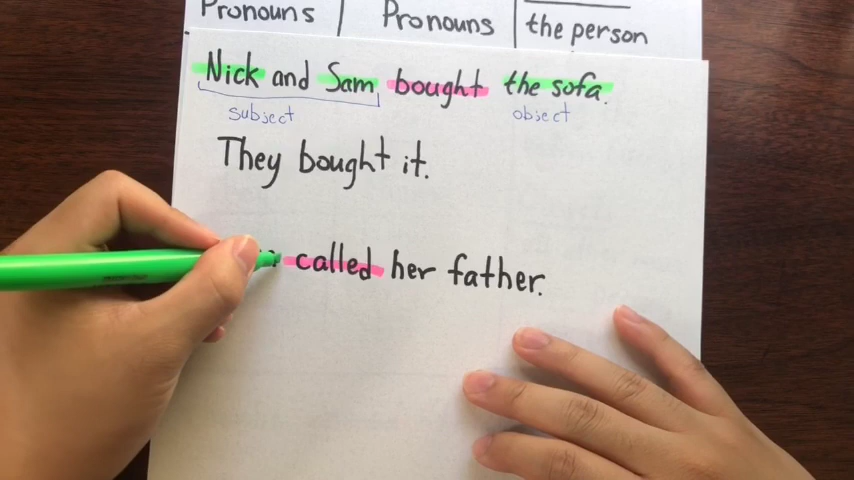 Pronouns Pronouns the person
Nick and Sam bought the sofa.
subject object
They bought it.
called her father.